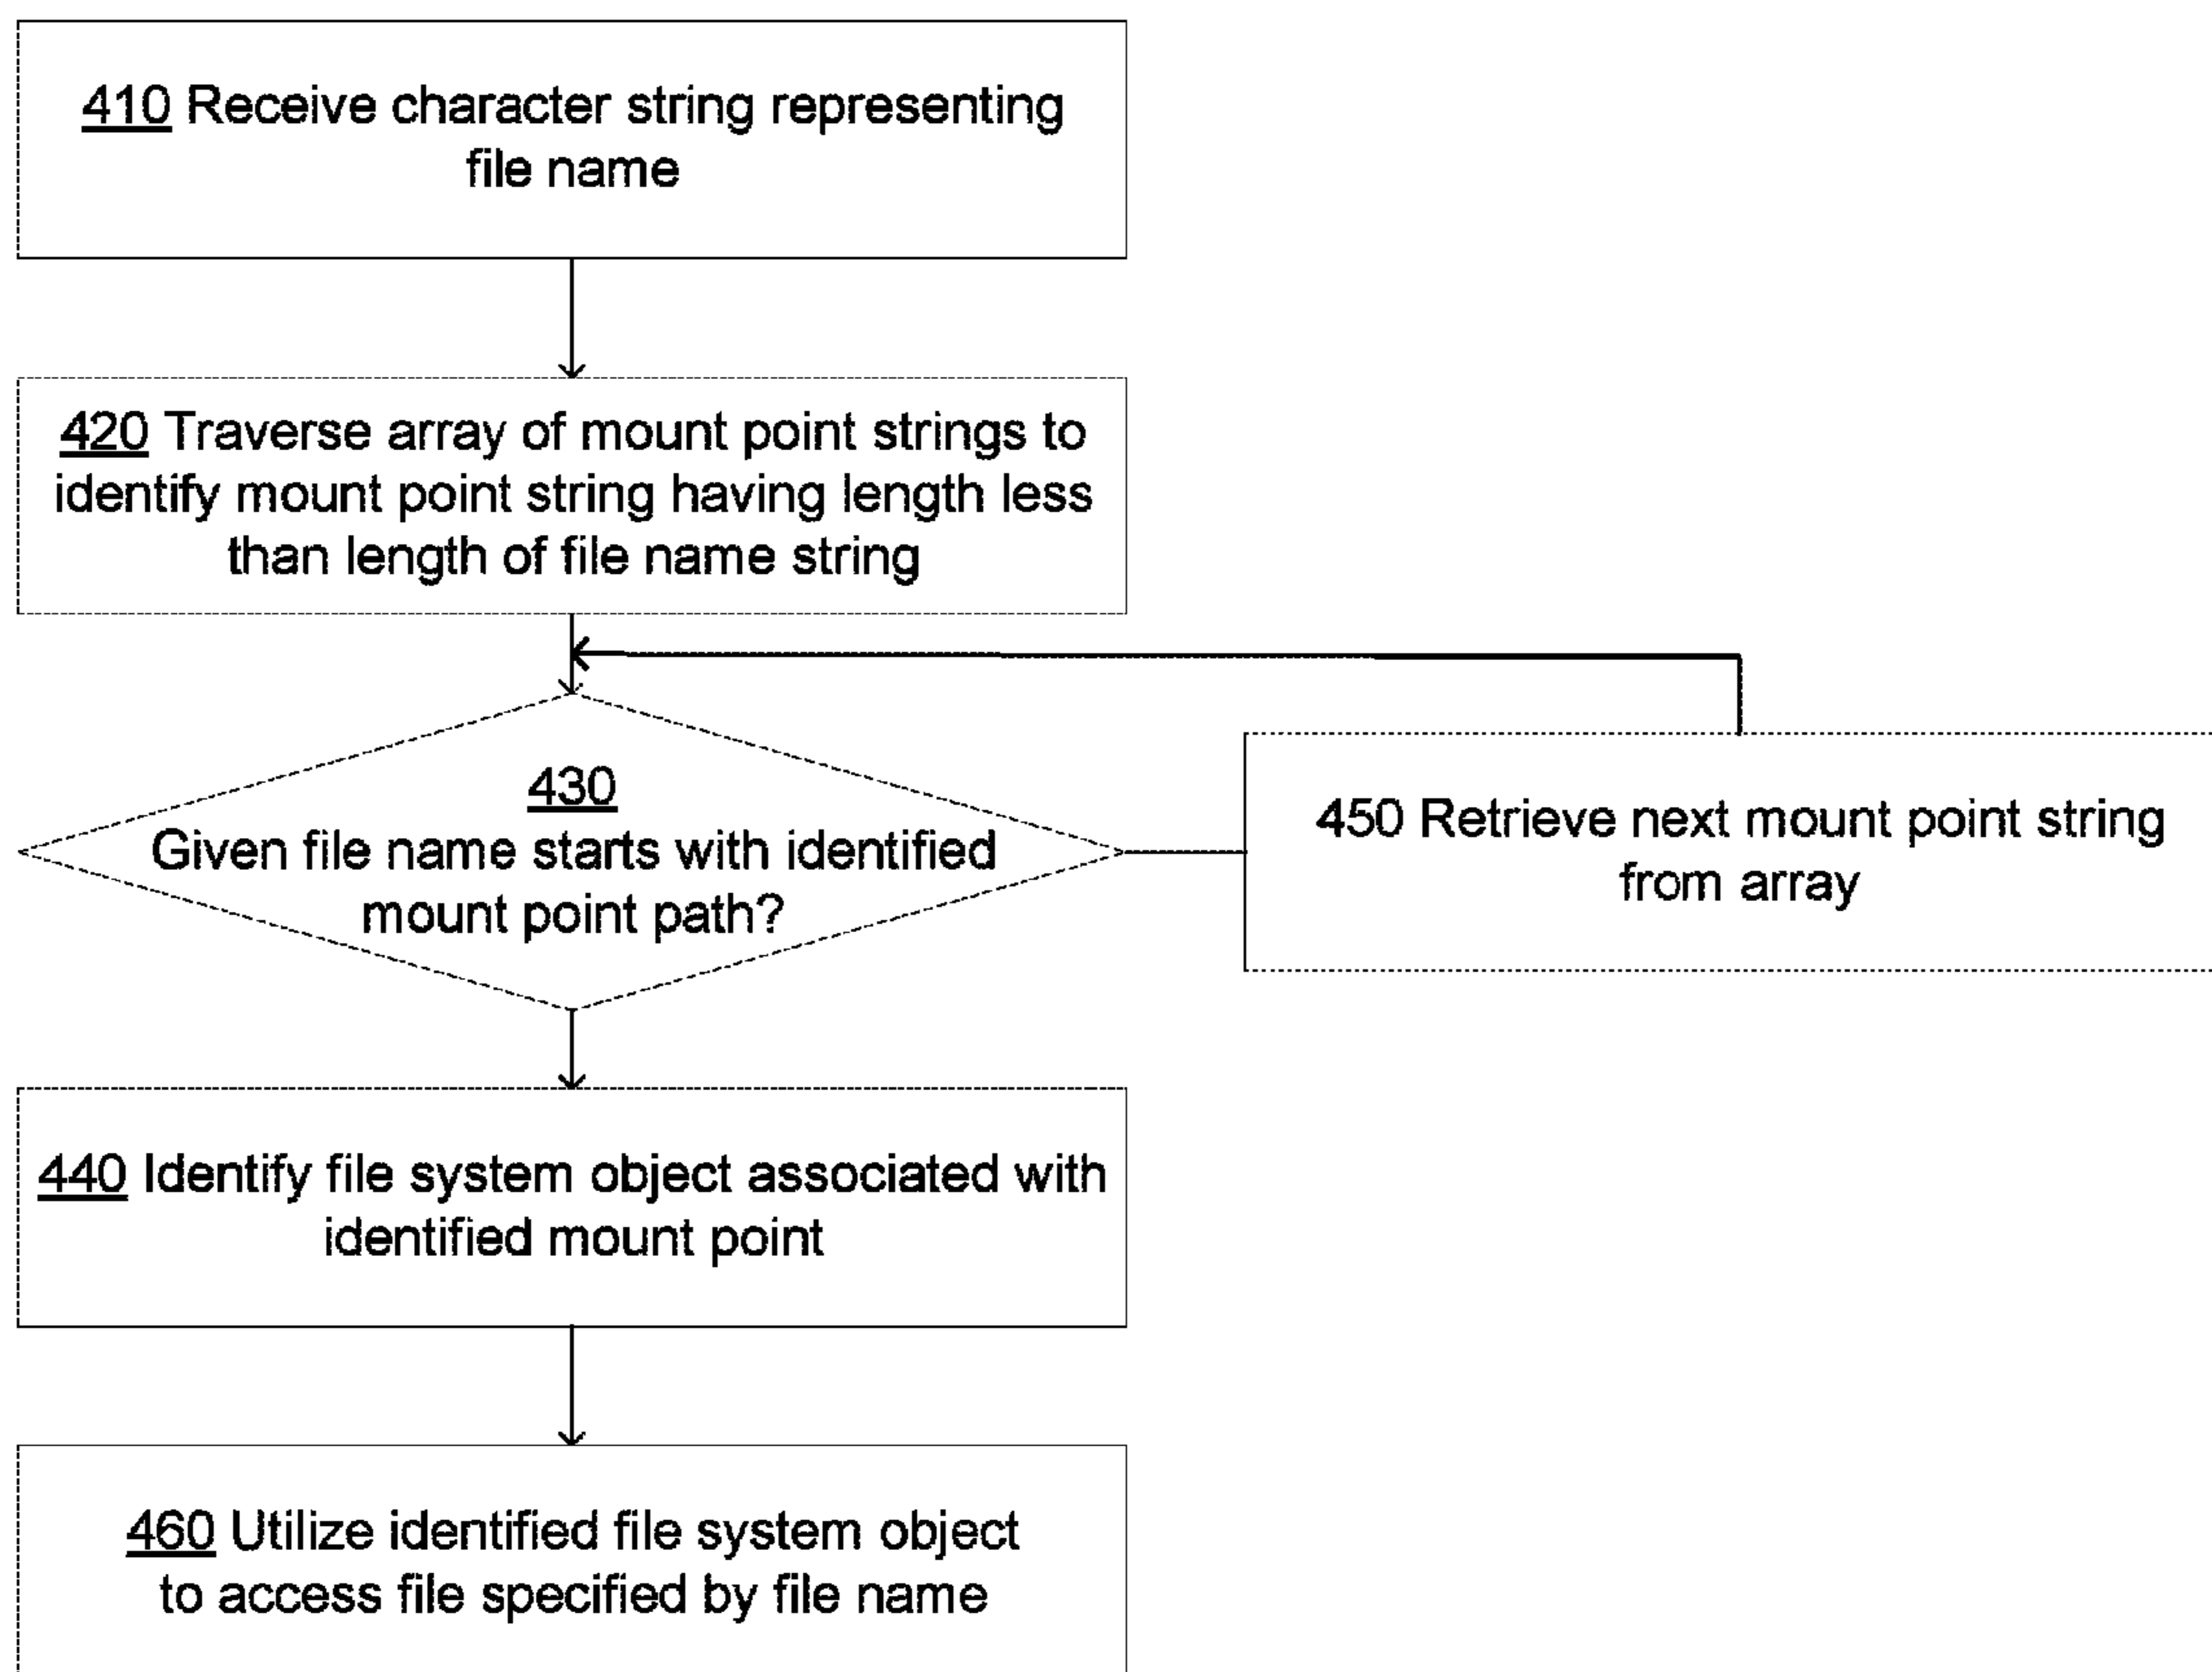 410 Receive character string representing
file name
420 Traverse array of mount point strings to
identify mount point string having length less
than length of file name string
430
Given file name starts with identified
mount point path?
450 Retrieve next mount point string
from array
440 Identify file system object associated with
identified mount point
460 Utilize identified file system object
to access file specified by file name